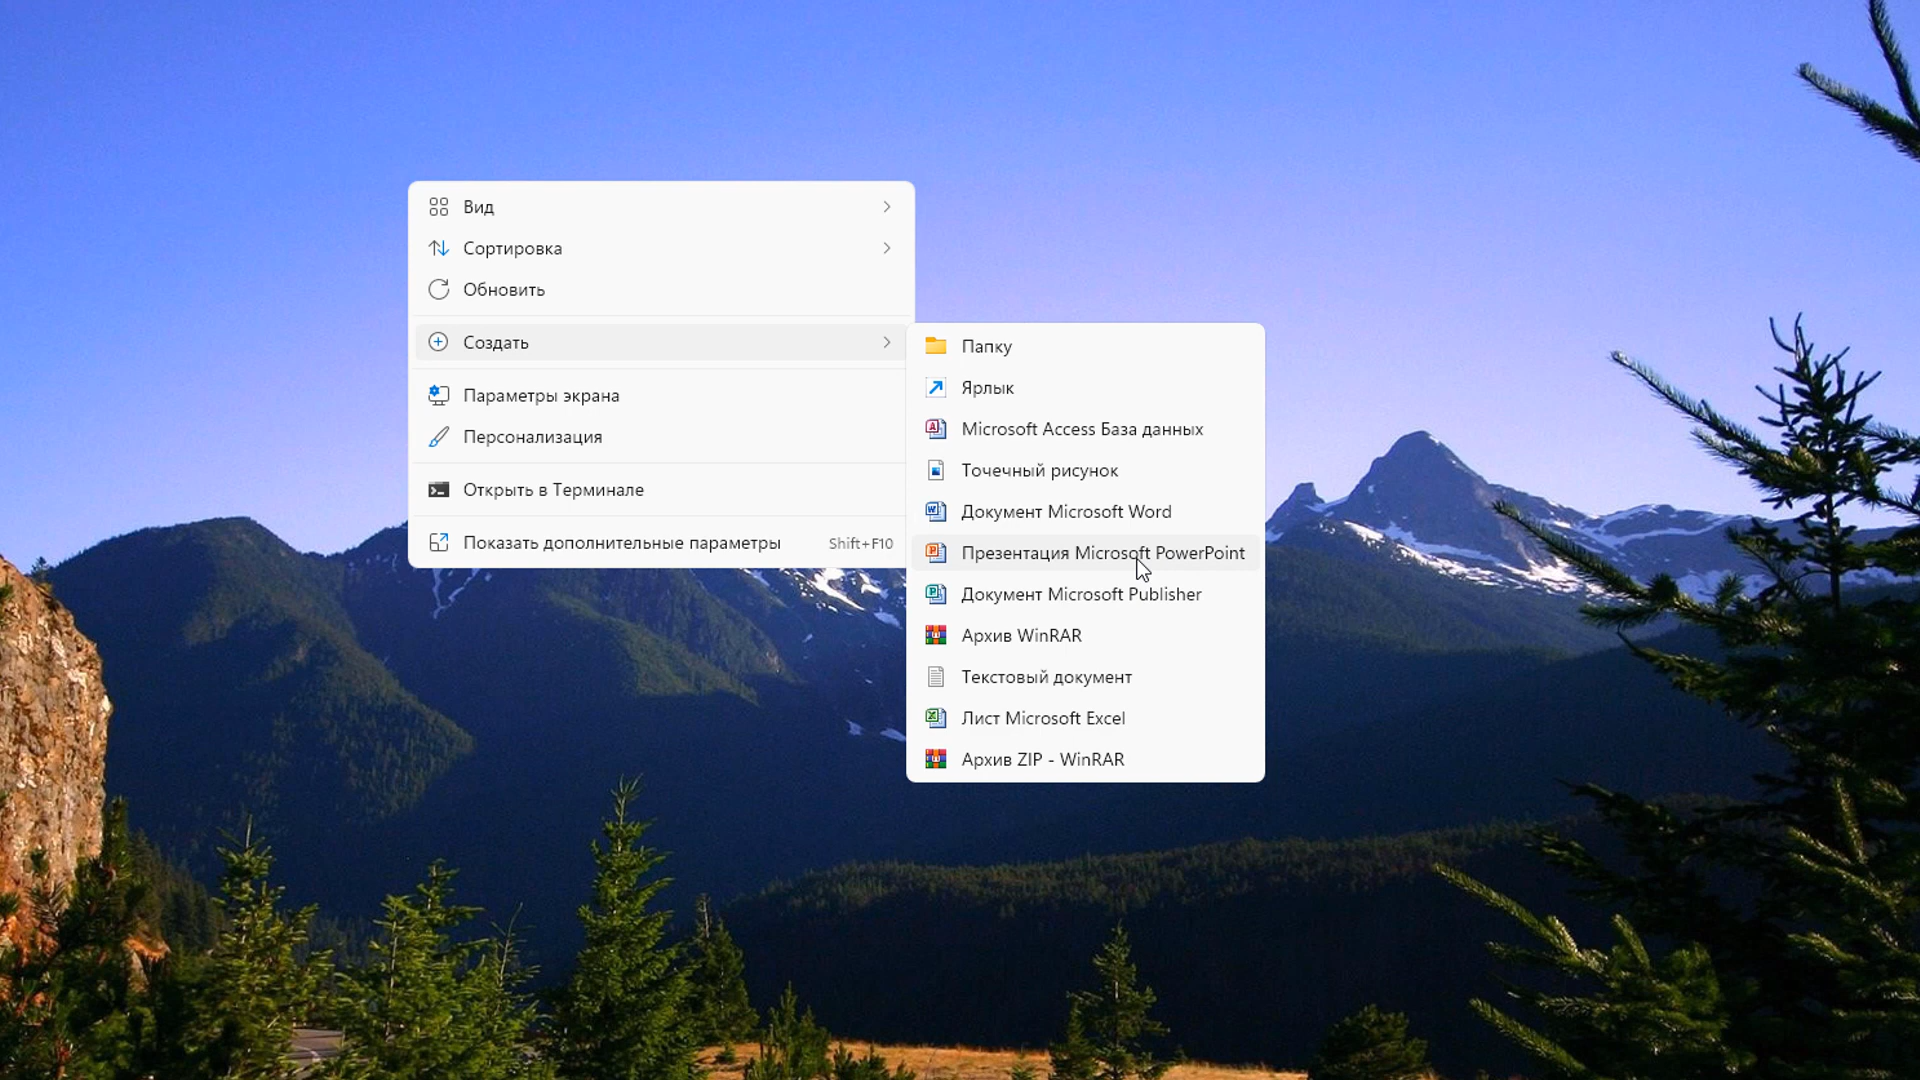 Вид
Сортировка
Обновить
Создать
Параметры экрана
Персонализация
Открыть в Терминале
Показать дополнительные параметры Shift+F10
Папку
Ярлык
Microsoft Access База данных
Точечный рисунок
Документ Microsoft Word
Презентация Microsoft PowerPoint
Документ Microsoft Publisher
Архив WinRAR
Текстовый документ
Лист Microsoft Excel
Архив ZIP - WinRAR